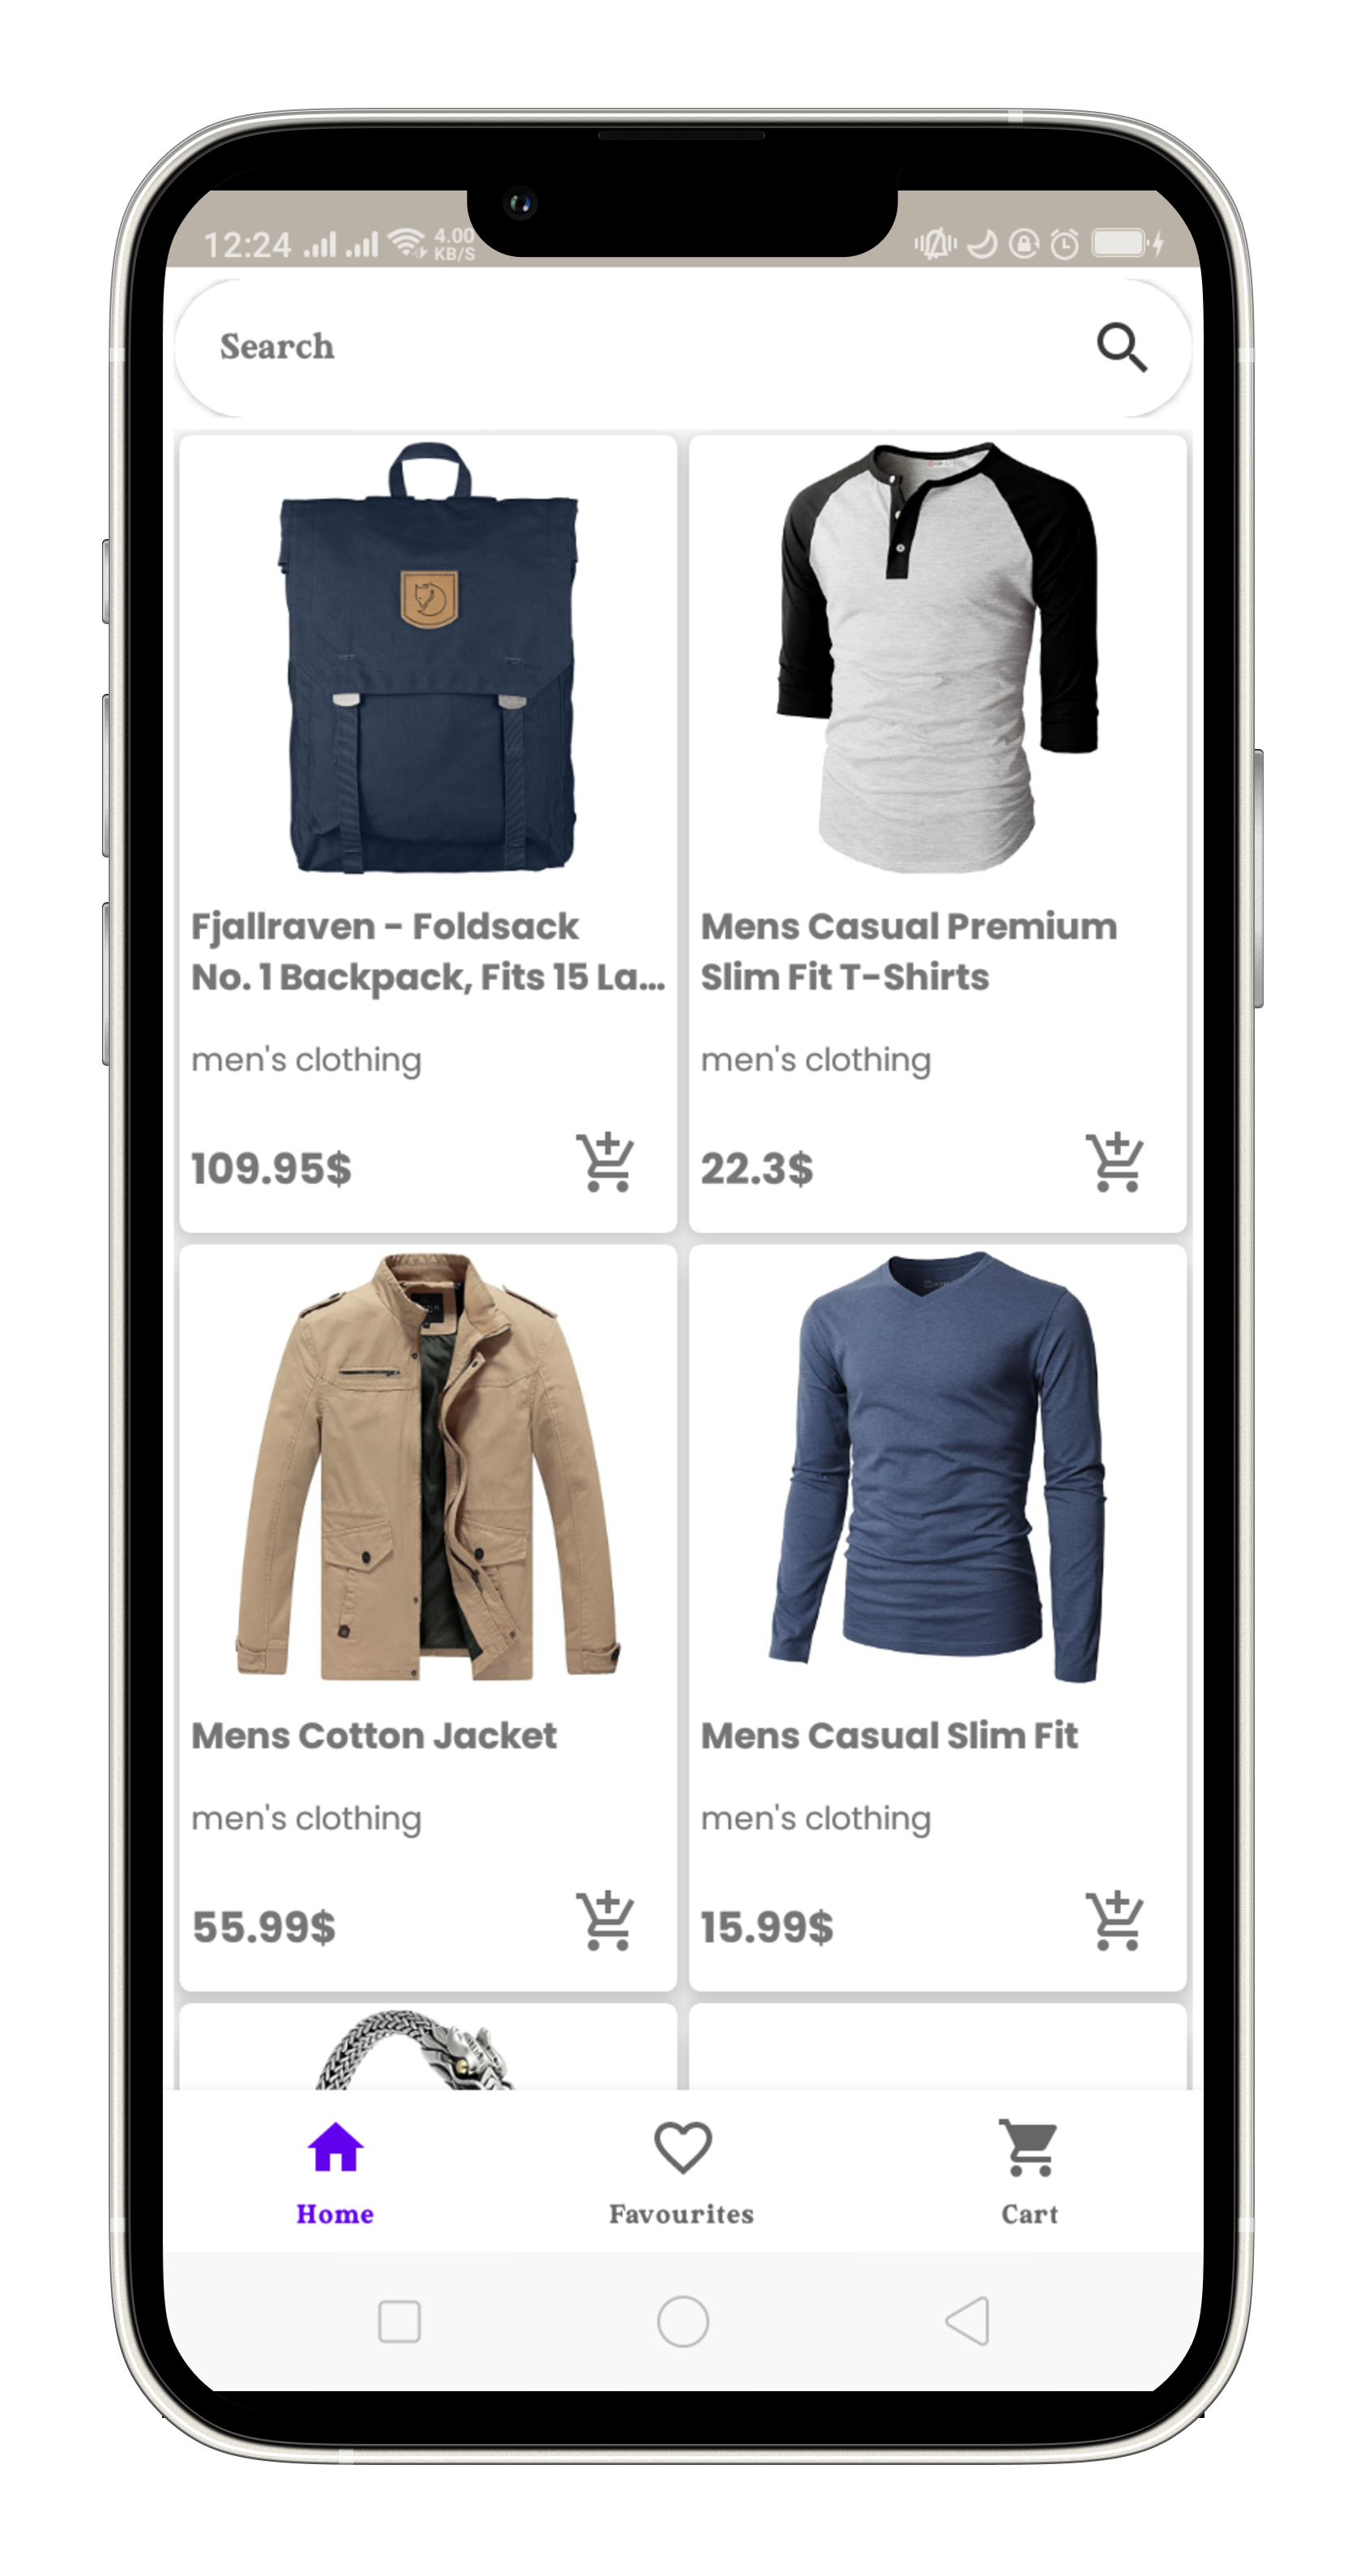 12:24 4.00
KB/S
Search
Fjallraven - Foldsack
No. 1 Backpack, Fits 15 La...
Mens Casual Premium
Slim Fit T-Shirts
men's clothing
men's clothing
109.95$
22.3$
Mens Cotton Jacket
Mens Casual Slim Fit
men's clothing
men's clothing
55.99$
15.99$
Home
Favourites
Cart